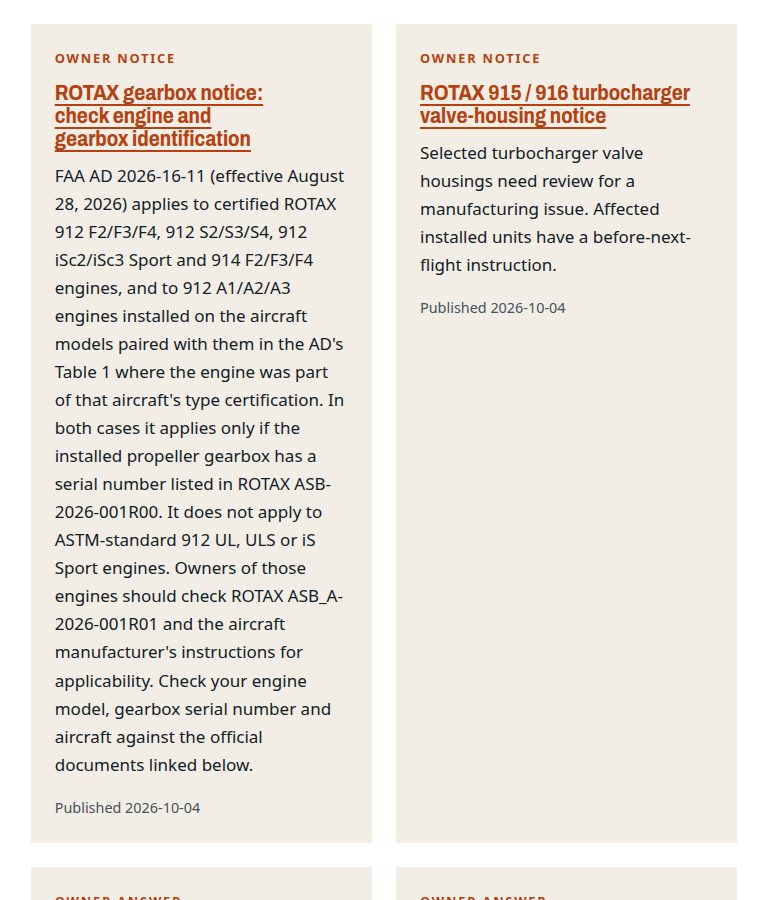 OWNER NOTICE
ROTAX gearbox notice:
check engine and
gearbox identification
FAA AD 2026-16-11 (effective August
28, 2026) applies to certified ROTAX
912 F2/F3/F4, 912 S2/S3/S4, 912
iSc2/iSc3 Sport and 914 F2/F3/F4
engines, and to 912 A1/A2/A3
engines installed on the aircraft
models paired with them in the AD's
Table 1 where the engine was part
of that aircraft's type certification. In
both cases it applies only if the
installed propeller gearbox has a
serial number listed in ROTAX ASB-
2026-001R00. It does not apply to
ASTM-standard 912 UL, ULS or iS
Sport engines. Owners of those
engines should check ROTAX ASB_A-
2026-001R01 and the aircraft
manufacturer's instructions for
applicability. Check your engine
model, gearbox serial number and
aircraft against the official
documents linked below.
Published 2026-10-04
OWNER NOTICE
ROTAX 915 / 916 turbocharger
valve-housing notice
Selected turbocharger valve
housings need review for a
manufacturing issue. Affected
installed units have a before-next-
flight instruction.
Published 2026-10-04
OWNER ANSWER
OWNER ANSWER